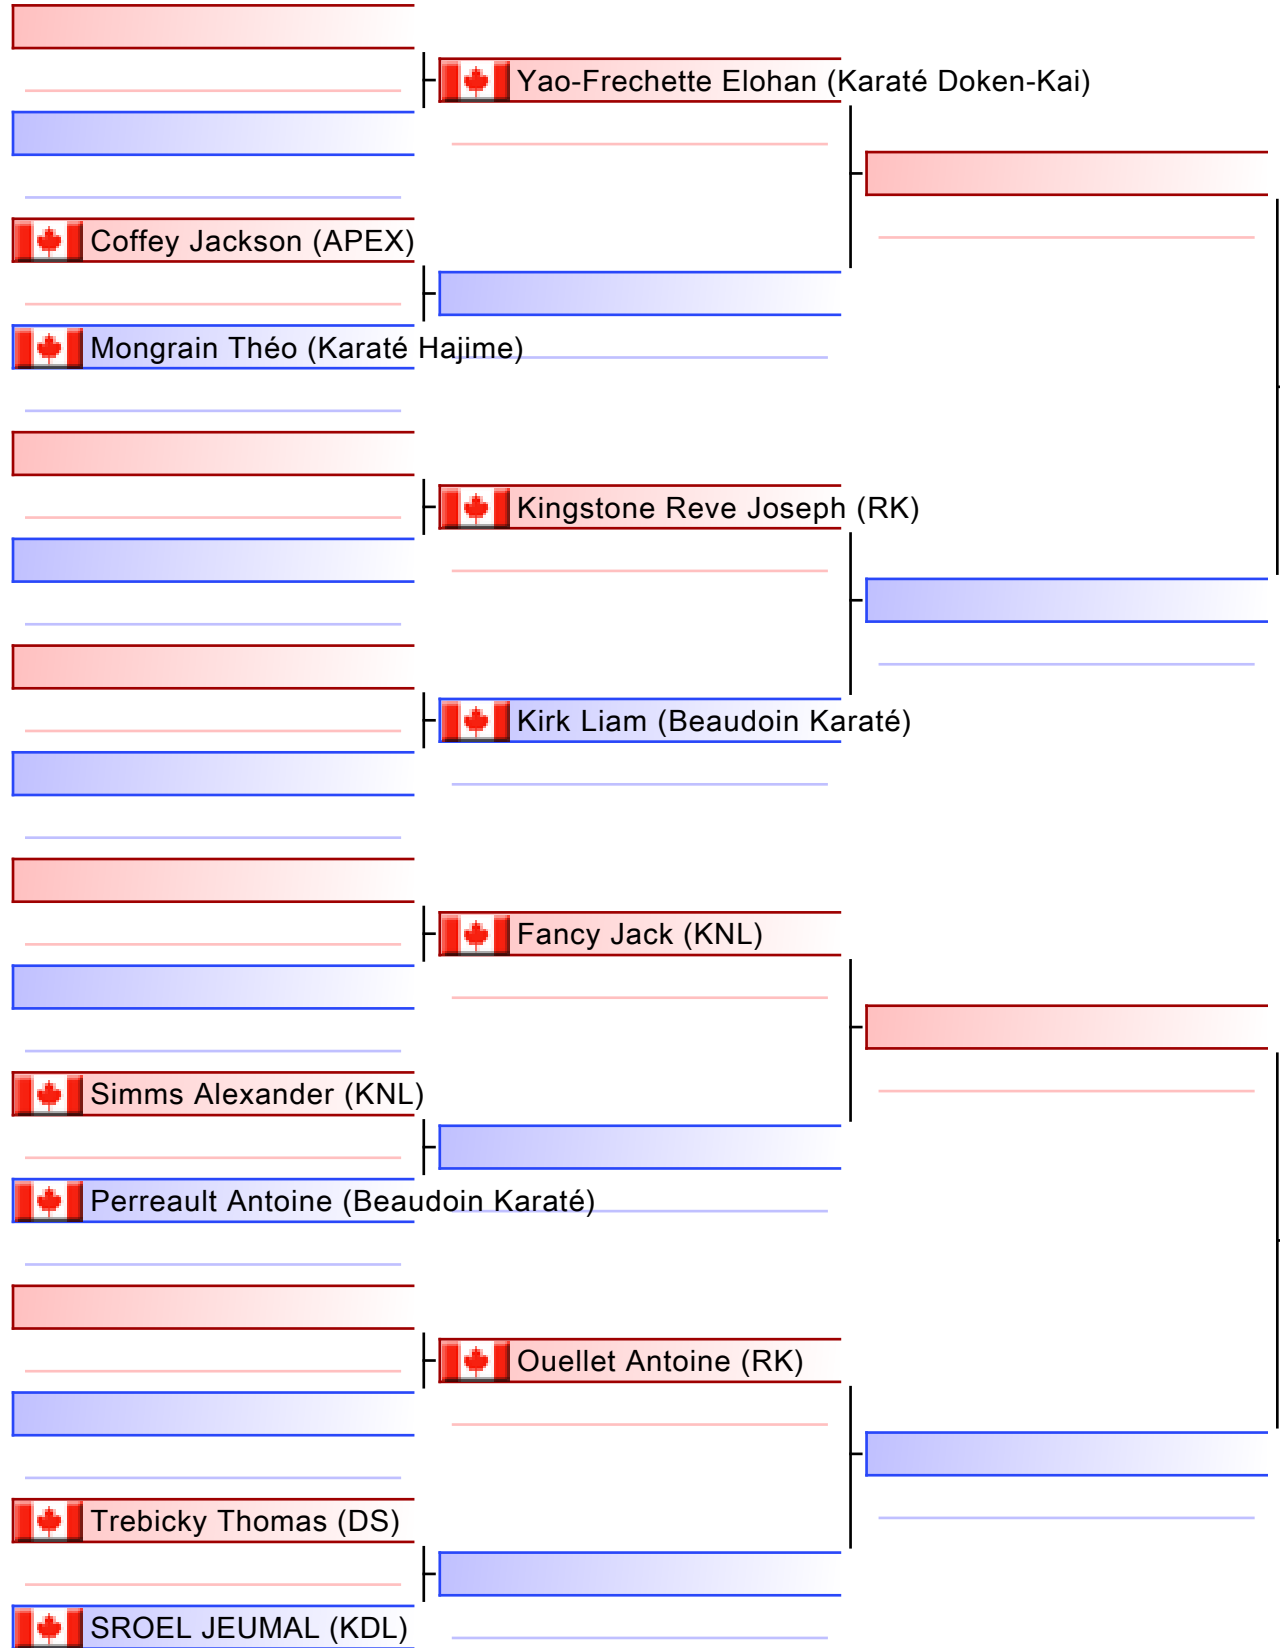 Yao-Frechette Elohan (Karaté Doken-Kai)
Coffey Jackson (APEX)
Mongrain Théo (Karaté Hajime)
Kingstone Reve Joseph (RK)
Kirk Liam (Beaudoin Karaté)
Fancy Jack (KNL)
Simms Alexander (KNL)
Perreault Antoine (Beaudoin Karaté)
Ouellet Antoine (RK)
Trebicky Thomas (DS)
SROEL JEUMAL (KDL)